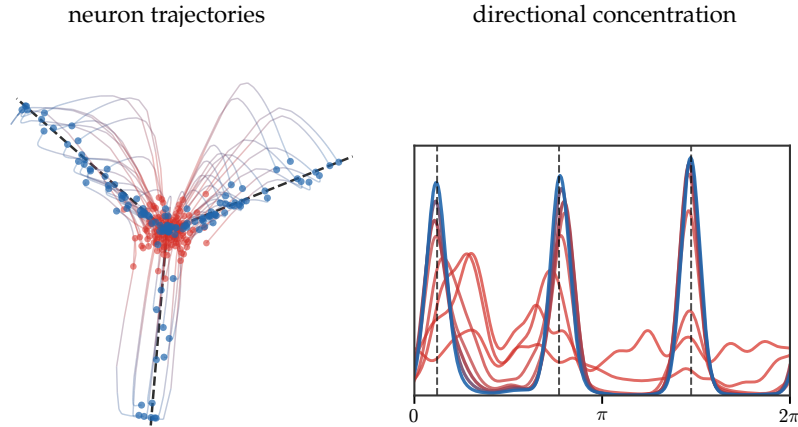 neuron trajectories
directional concentration
0
π
2π